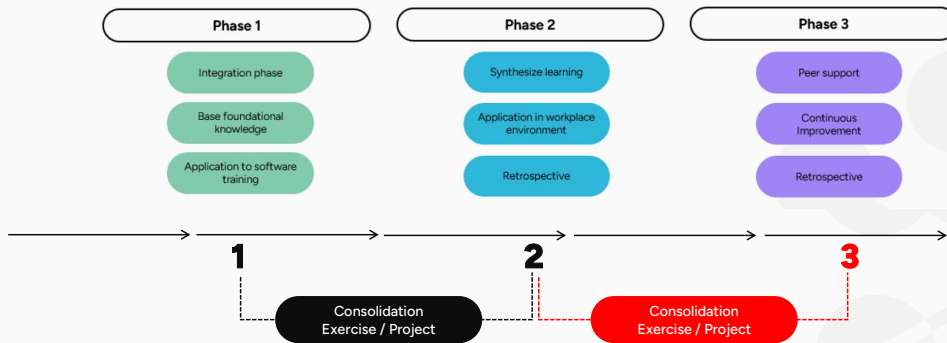 Phase 1
Phase 2
Phase 3
Integration phase
Synthesize learning
Peer support
Base foundational
knowledge
Application in workplace
environment
Continuous
Improvement
Application to software
training
Retrospective
Retrospective
1
2
3
Consolidation
Exercise / Project
Consolidation
Exercise / Project